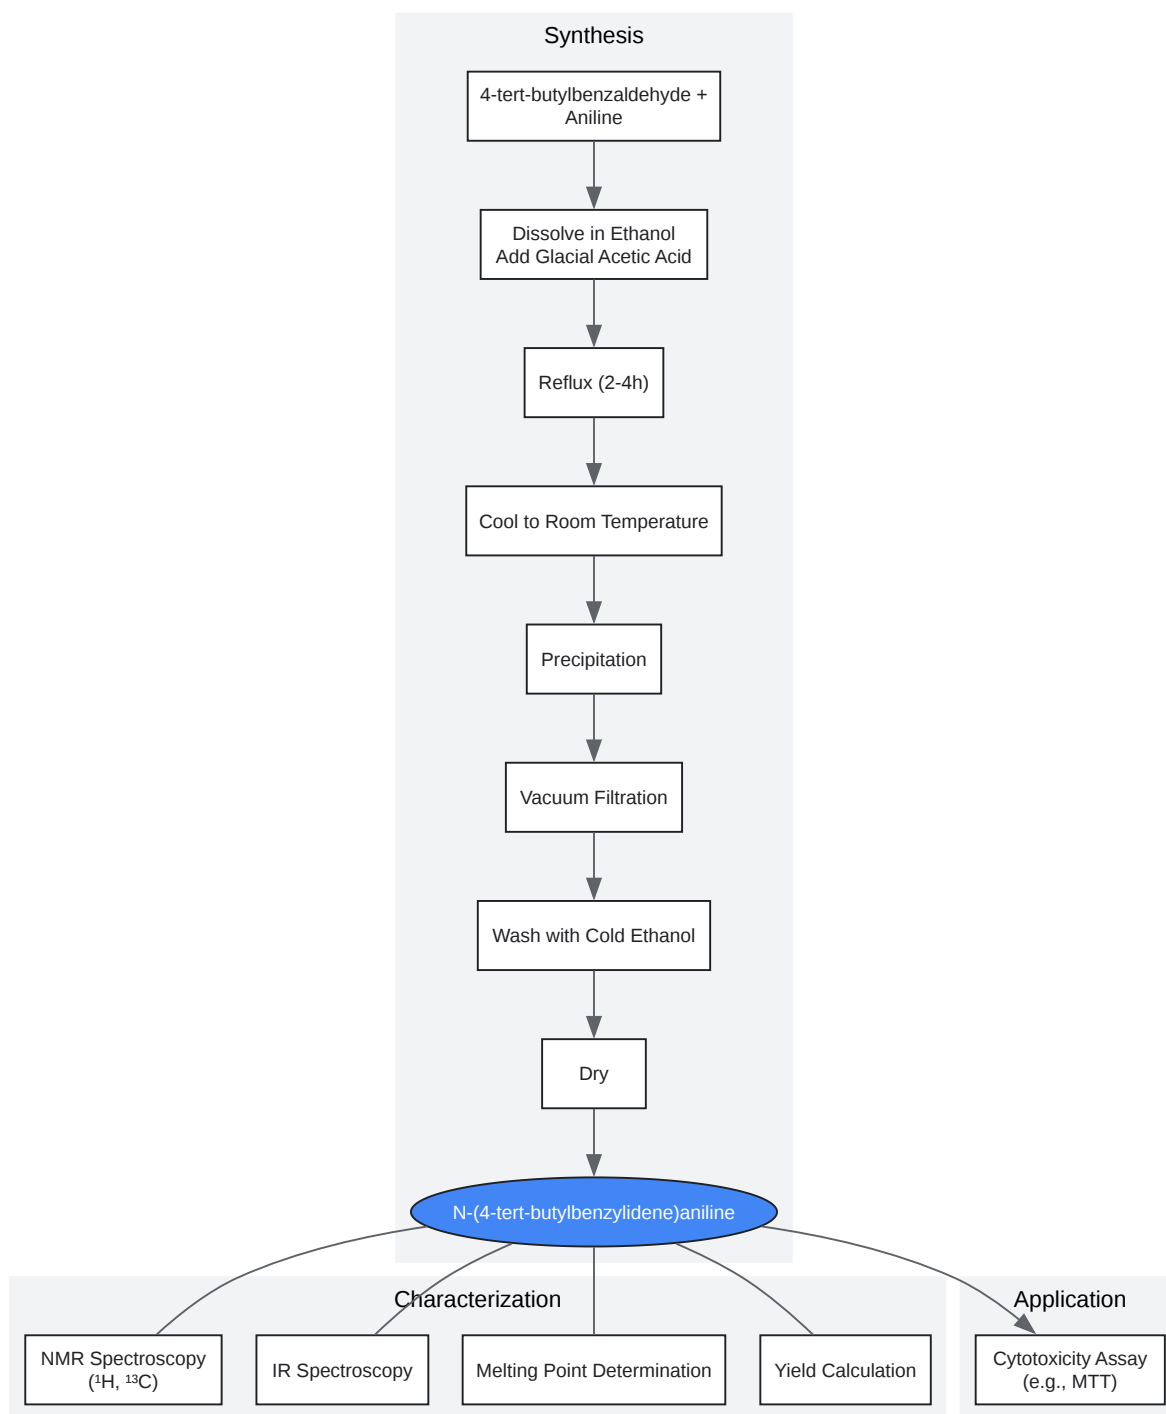 Synthesis
4-tert-butylbenzaldehyde +
Aniline
Dissolve in Ethanol
Add Glacial Acetic Acid
Reflux (2-4h)
Cool to Room Temperature
Precipitation
Vacuum Filtration
Wash with Cold Ethanol
Dry
N-(4-tert-butylbenzylidene)aniline
Characterization
NMR Spectroscopy
(¹H, ¹³C)
IR Spectroscopy
Melting Point Determination
Yield Calculation
Application
Cytotoxicity Assay
(e.g., MTT)